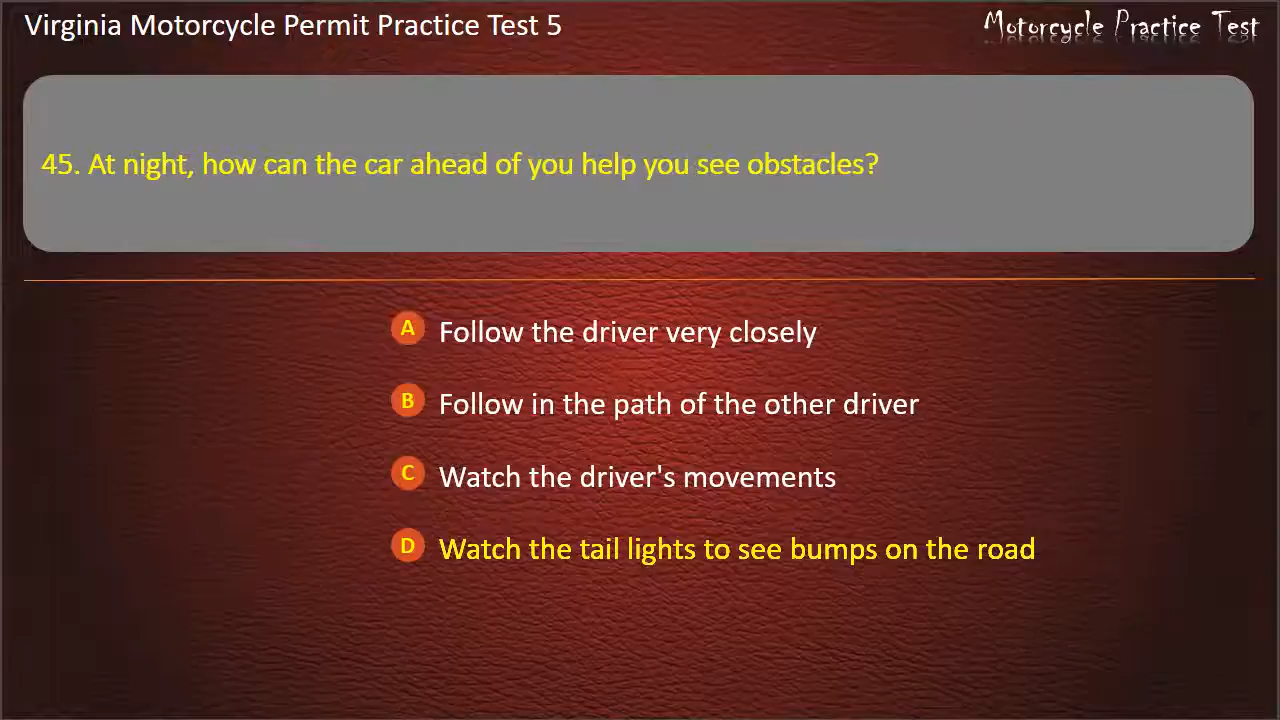 Virginia Motorcycle Permit Practice Test 5
Motorcycle Practice Test
45. At night, how can the car ahead of you help you see obstacles?
A Follow the driver very closely
B Follow in the path of the other driver
C Watch the driver's movements
D Watch the tail lights to see bumps on the road